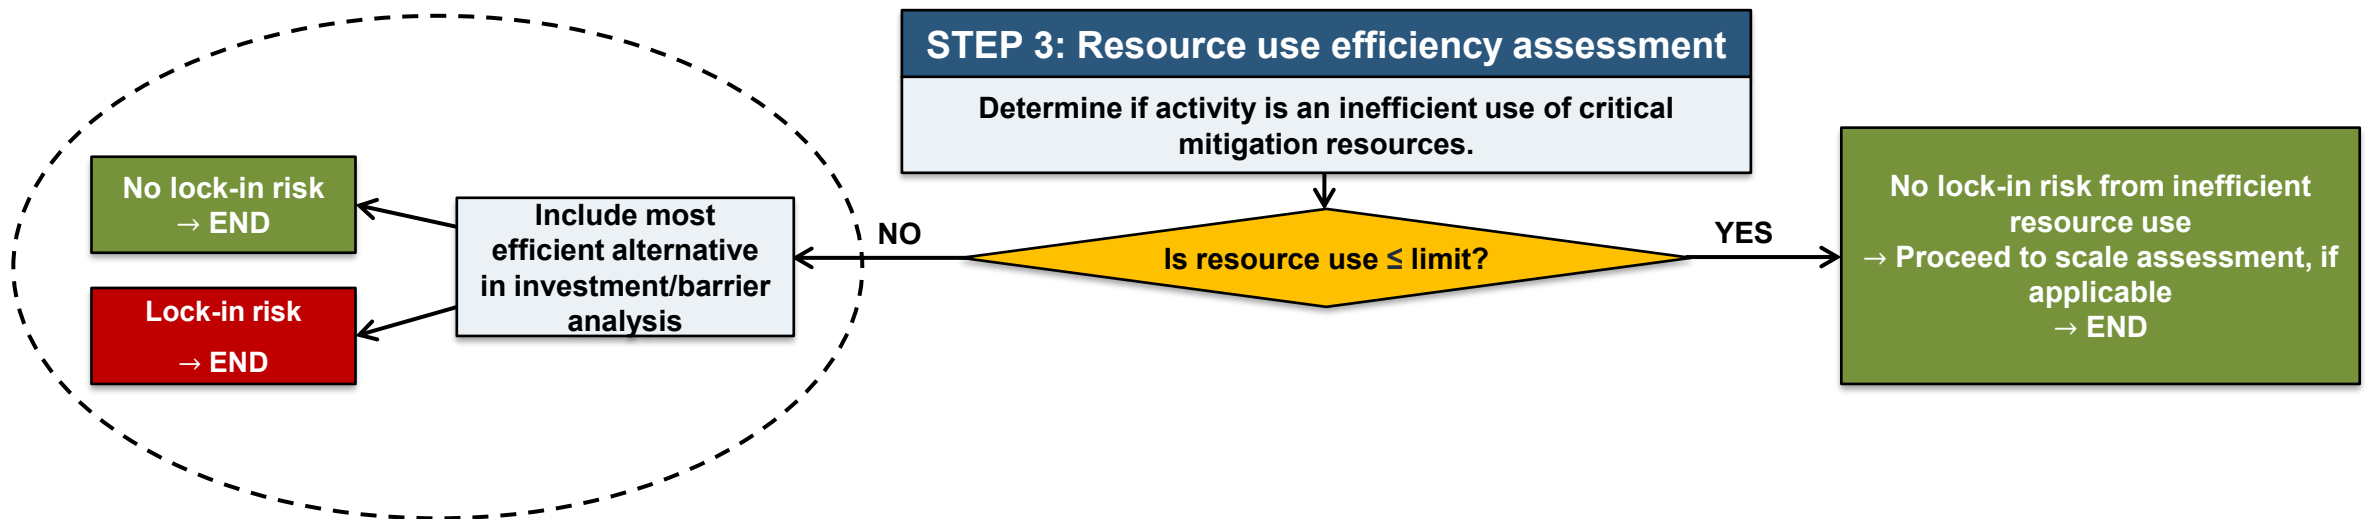 STEP 3: Resource use efficiency assessment
Determine if activity is an inefficient use of critical
mitigation resources.
No lock-in risk
→ END
Lock-in risk
→ END
Include most
efficient alternative
in investment/barrier
analysis
NO
Is resource use ≤ limit?
YES
No lock-in risk from inefficient
resource use
→ Proceed to scale assessment, if
applicable
→ END